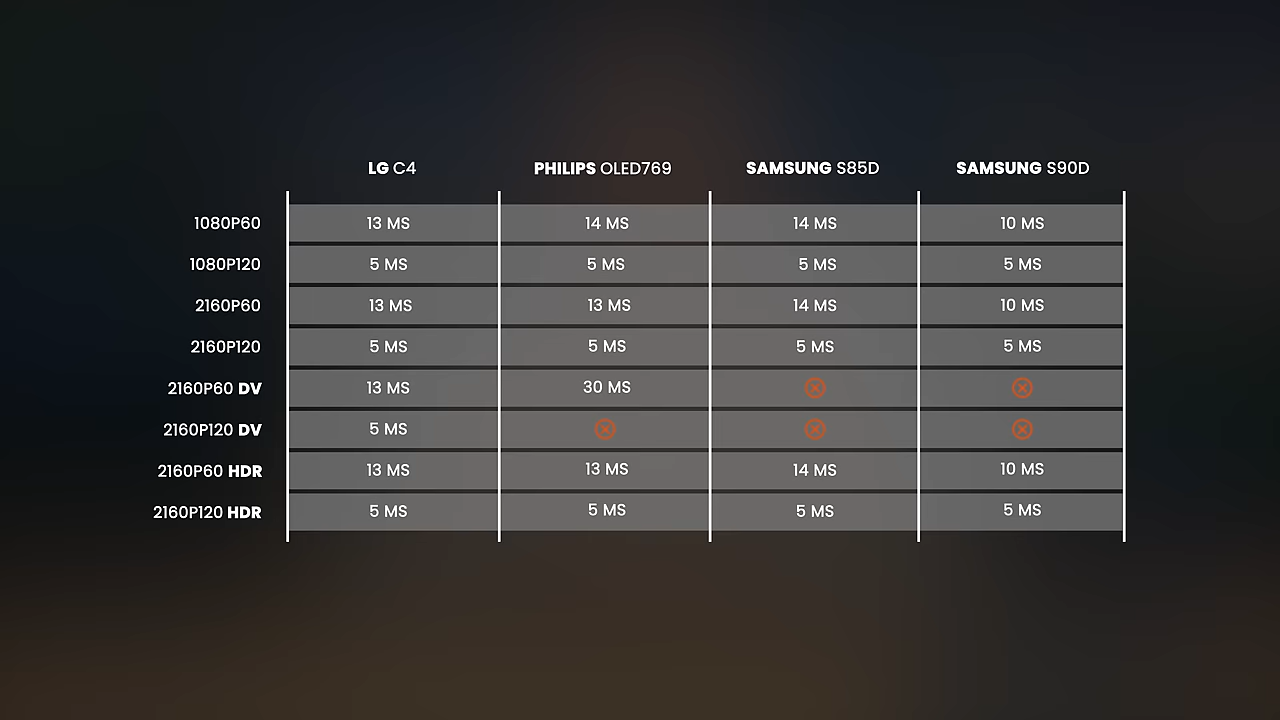 LG C4 PHILIPS OLED769 SAMSUNG S85D SAMSUNG S90D
1080P60 13 MS 14 MS 14 MS 10 MS
1080P120 5 MS 5 MS 5 MS 5 MS
2160P60 13 MS 13 MS 14 MS 10 MS
2160P120 5 MS 5 MS 5 MS 5 MS
2160P60 DV 13 MS 30 MS
2160P120 DV 5 MS
2160P60 HDR 13 MS 13 MS 14 MS 10 MS
2160P120 HDR 5 MS 5 MS 5 MS 5 MS